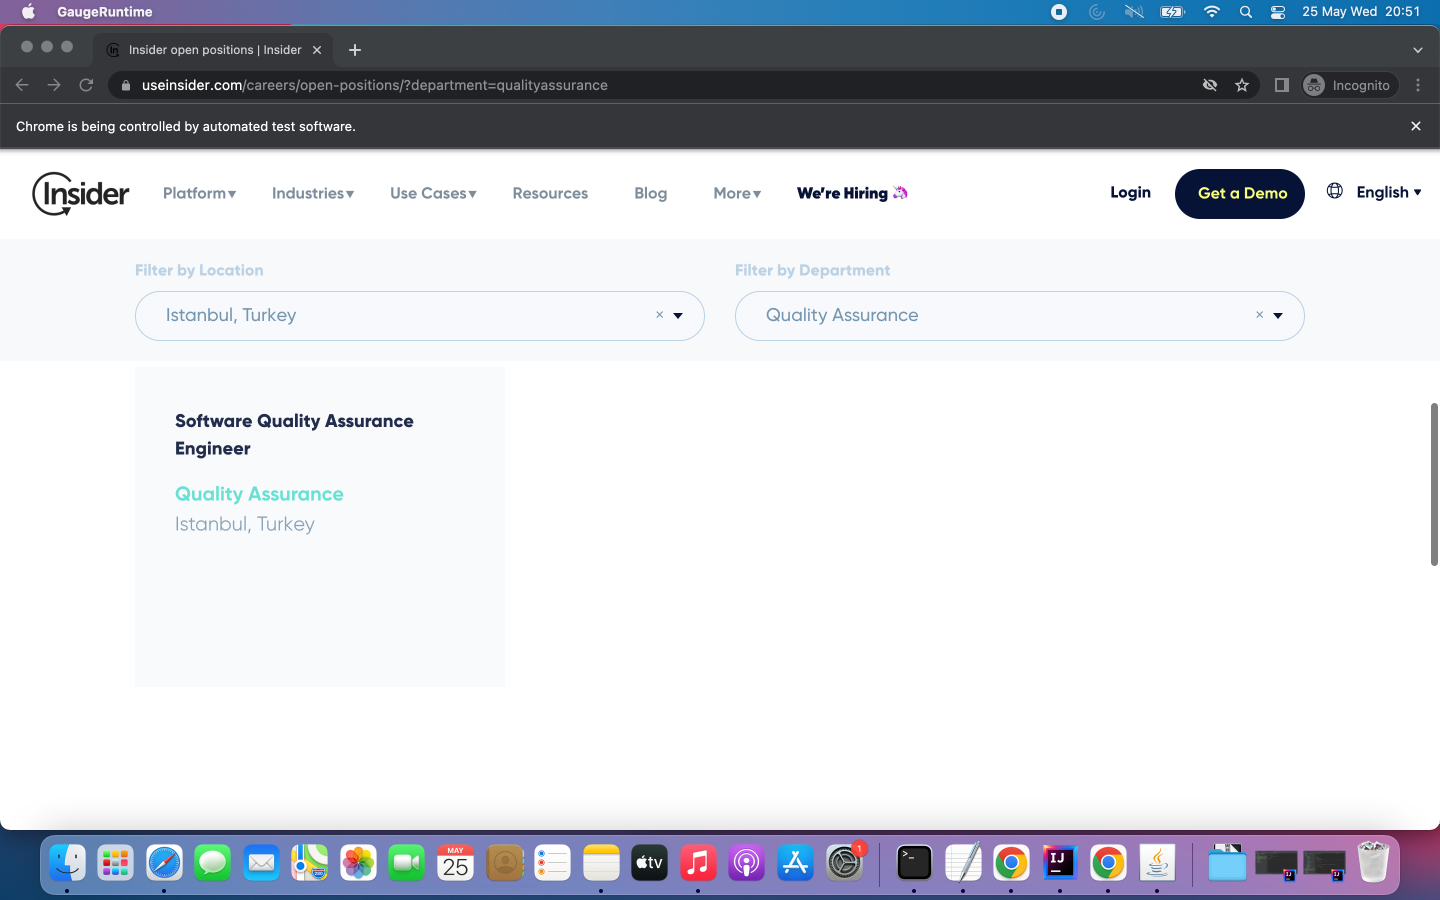 GaugeRuntime
25 May Wed 20:51
Insider open positions | Insider
useinsider.com/careers/open-positions/?department=qualityassurance
Incognito
Chrome is being controlled by automated test software.
Insider
Platform▾
Industries▾
Use Cases▾
Resources
Blog
More▾
We're Hiring
Login
Get a Demo
English ▾
Filter by Location
Filter by Department
Istanbul, Turkey ×
Quality Assurance ×
Software Quality Assurance
Engineer
Quality Assurance
Istanbul, Turkey
MAY
25
tv
1
>_
IJ